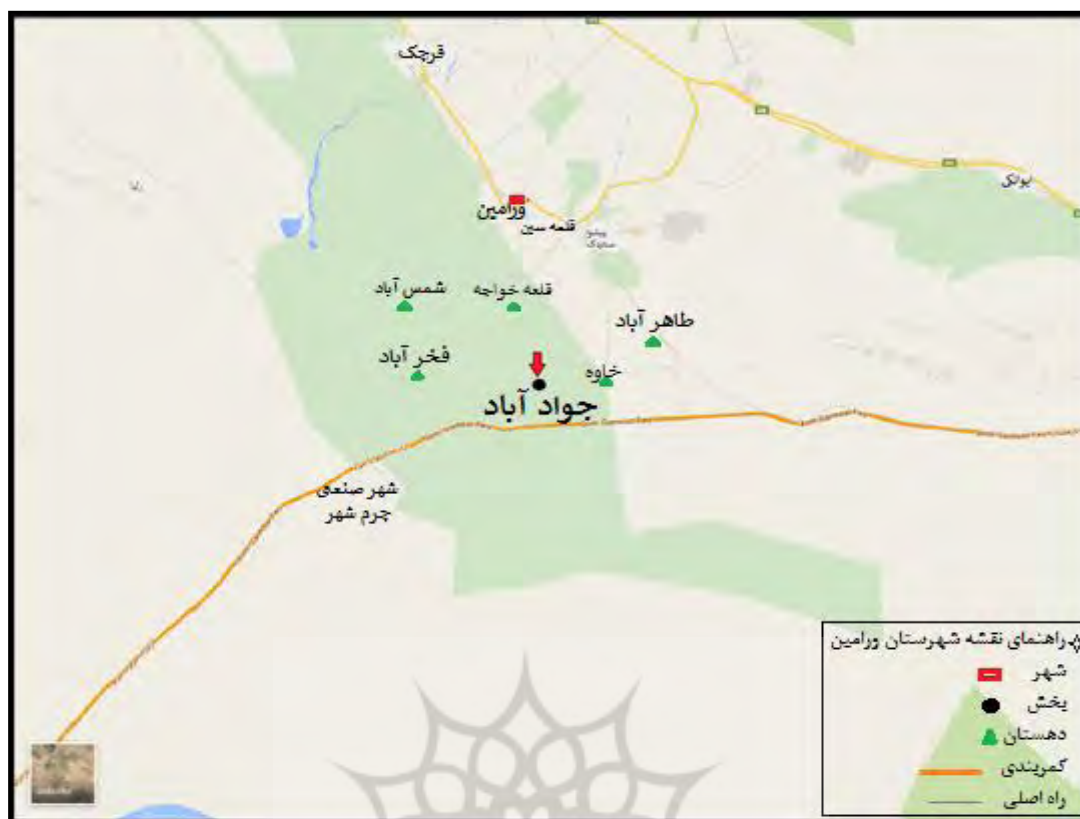 قرچک
بونک
ورامین
قلعه سین
پیشوا
شمس آباد
قلعه خواجه
طاهر آباد
فخر آباد
خاوه
جواد آباد
شهر صنعتی
چرم شهر
راهنمای نقشه شهرستان ورامین
شهر
بخش
دهستان
کمربندی
راه اصلی